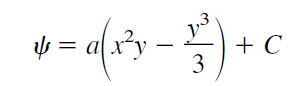 ψ = a(x²y − y³/3) + C